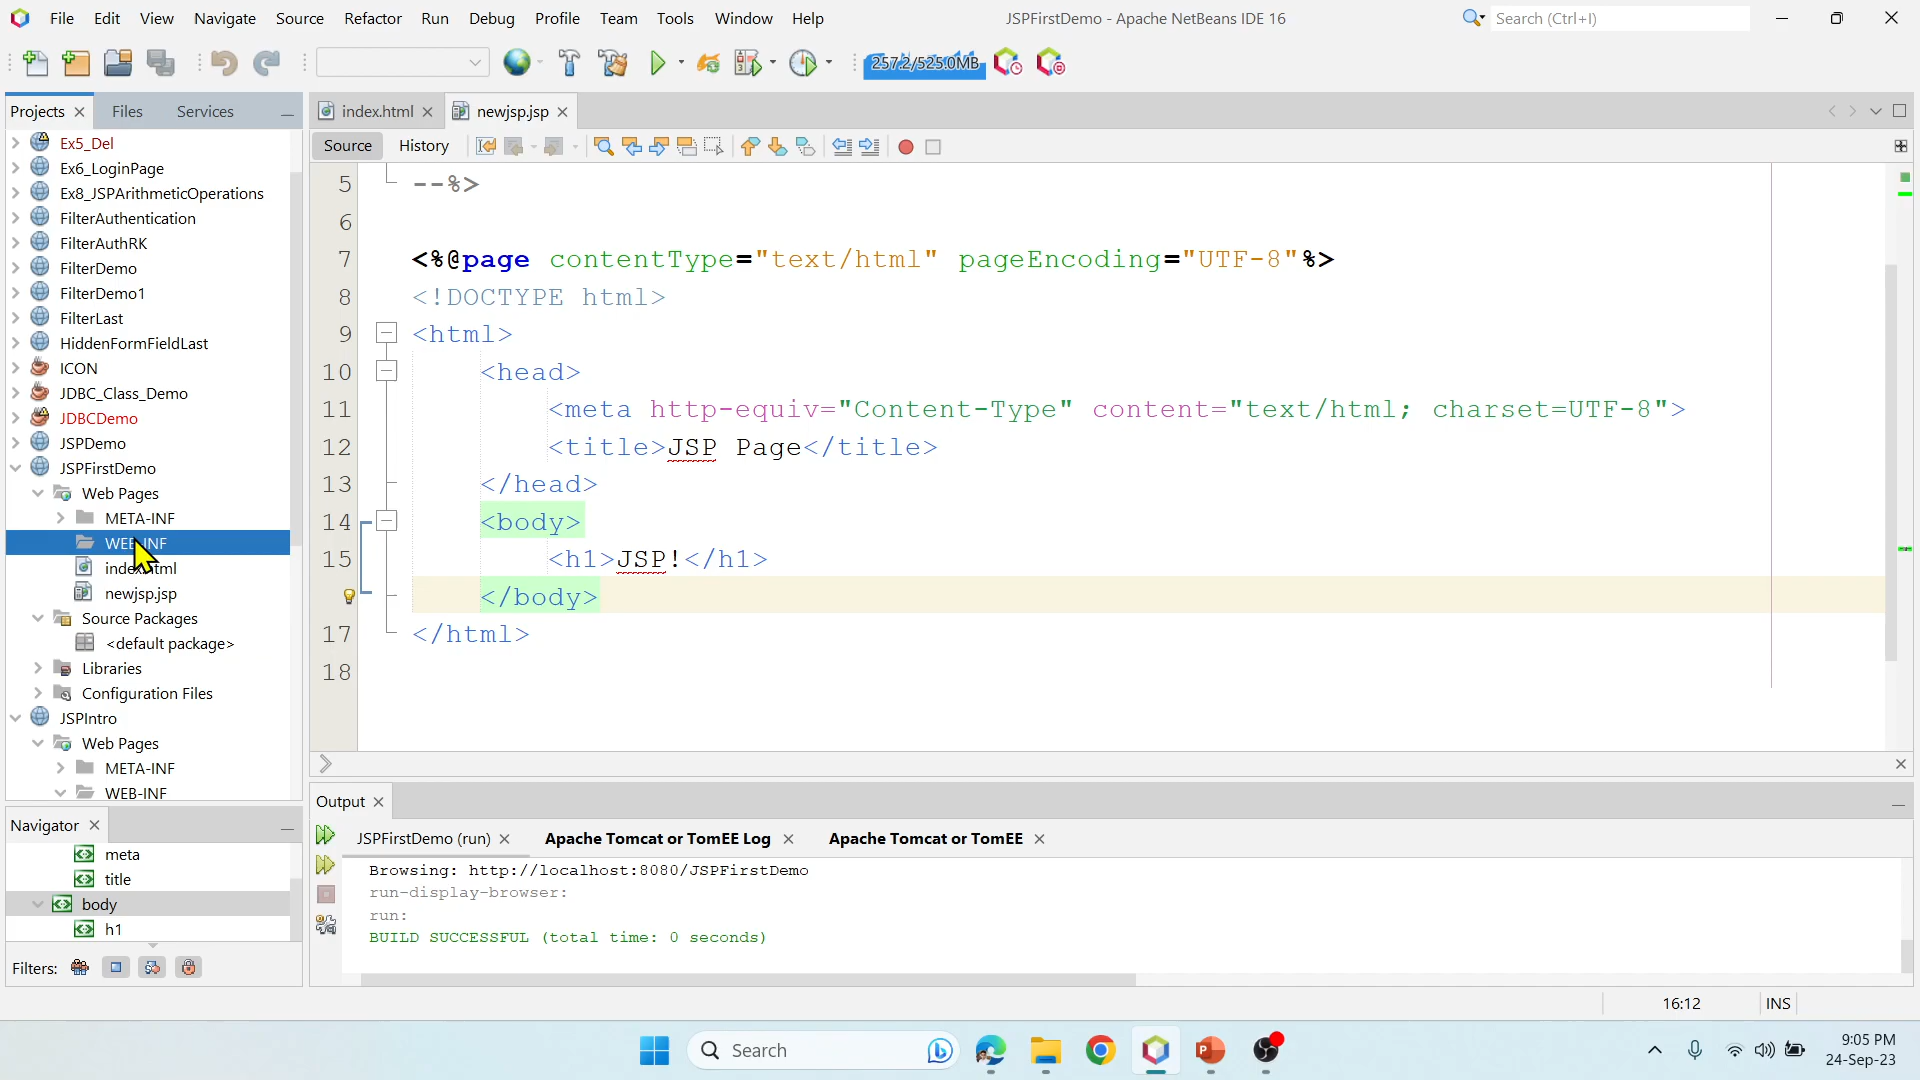 File Edit View Navigate Source Refactor Run Debug Profile Team Tools Window Help
JSPFirstDemo - Apache NetBeans IDE 16
Search (Ctrl+I)
257.2/525.0MB
Projects Files Services
Ex5_Del
Ex6_LoginPage
Ex8_JSPArithmeticOperations
FilterAuthentication
FilterAuthRK
FilterDemo
FilterDemo1
FilterLast
HiddenFormFieldLast
ICON
JDBC_Class_Demo
JDBCDemo
JSPDemo
JSPFirstDemo
Web Pages
META-INF
WEB-INF
index.html
newjsp.jsp
Source Packages
<default package>
Libraries
Configuration Files
JSPIntro
Web Pages
META-INF
WEB-INF
Navigator
meta
title
body
h1
Filters:
index.html newjsp.jsp
Source History
5 --%>
6
7 <%@page contentType="text/html" pageEncoding="UTF-8"%>
8 <!DOCTYPE html>
9 <html>
10 <head>
11 <meta http-equiv="Content-Type" content="text/html; charset=UTF-8">
12 <title>JSP Page</title>
13 </head>
14 <body>
15 <h1>JSP!</h1>
</body>
17 </html>
18
Output
JSPFirstDemo (run) Apache Tomcat or TomEE Log Apache Tomcat or TomEE
Browsing: http://localhost:8080/JSPFirstDemo
run-display-browser:
run:
BUILD SUCCESSFUL (total time: 0 seconds)
16:12 INS
Search
9:05 PM
24-Sep-23